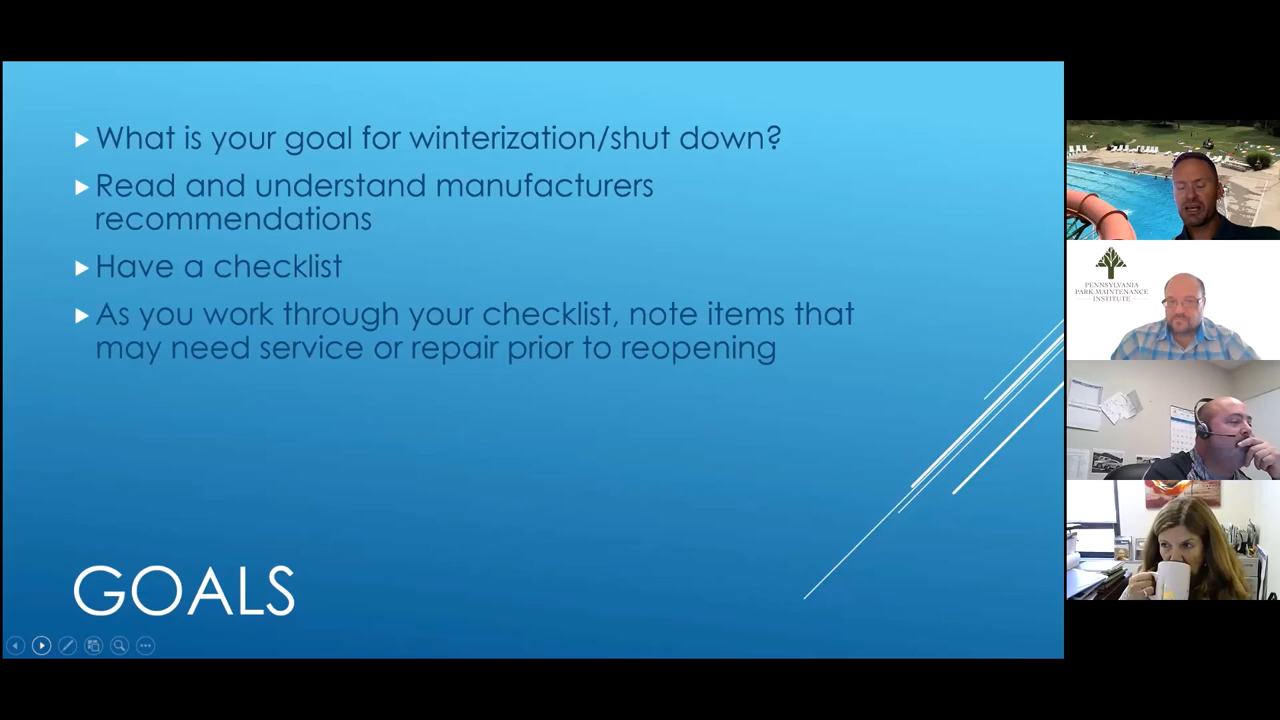 What is your goal for winterization/shut down?
Read and understand manufacturers
recommendations
Have a checklist
As you work through your checklist, note items that
may need service or repair prior to reopening
GOALS
PENNSYLVANIA
PARK MAINTENANCE
INSTITUTE